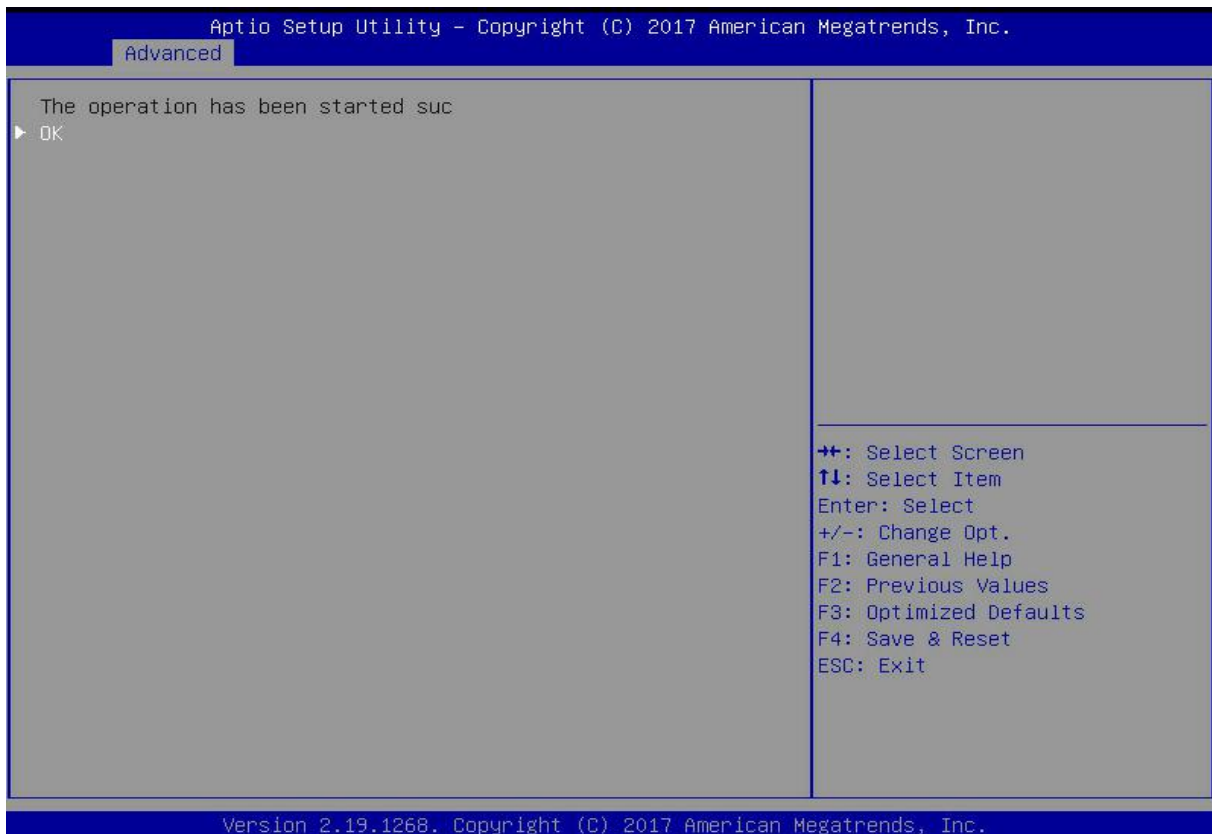 Aptio Setup Utility – Copyright (C) 2017 American Megatrends, Inc.
Advanced
The operation has been started suc
▶ OK
→←: Select Screen
↑↓: Select Item
Enter: Select
+/-: Change Opt.
F1: General Help
F2: Previous Values
F3: Optimized Defaults
F4: Save & Reset
ESC: Exit
Version 2.19.1268. Copyright (C) 2017 American Megatrends, Inc.